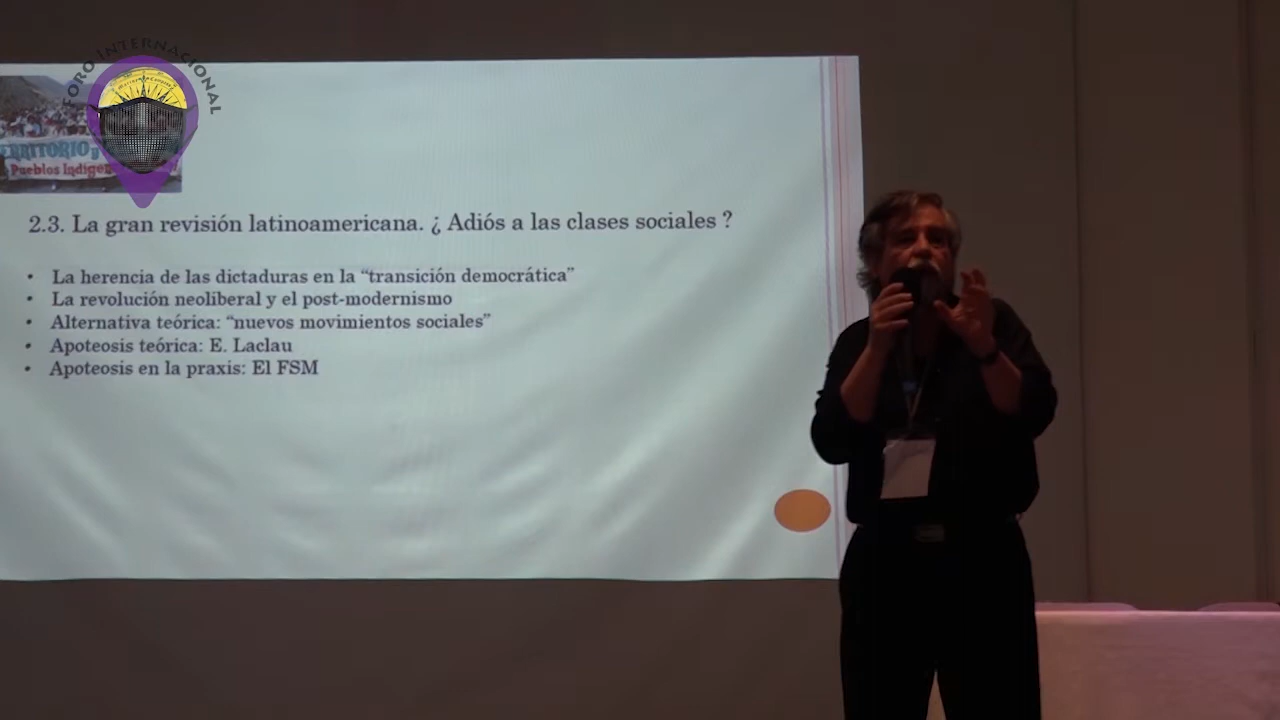 FORO INTERNACIONAL
ERRITORIO y
Pueblos Indígen
2.3. La gran revisión latinoamericana. ¿ Adiós a las clases sociales ?
• La herencia de las dictaduras en la “transición democrática”
• La revolución neoliberal y el post-modernismo
• Alternativa teórica: “nuevos movimientos sociales”
• Apoteosis teórica: E. Laclau
• Apoteosis en la praxis: El FSM